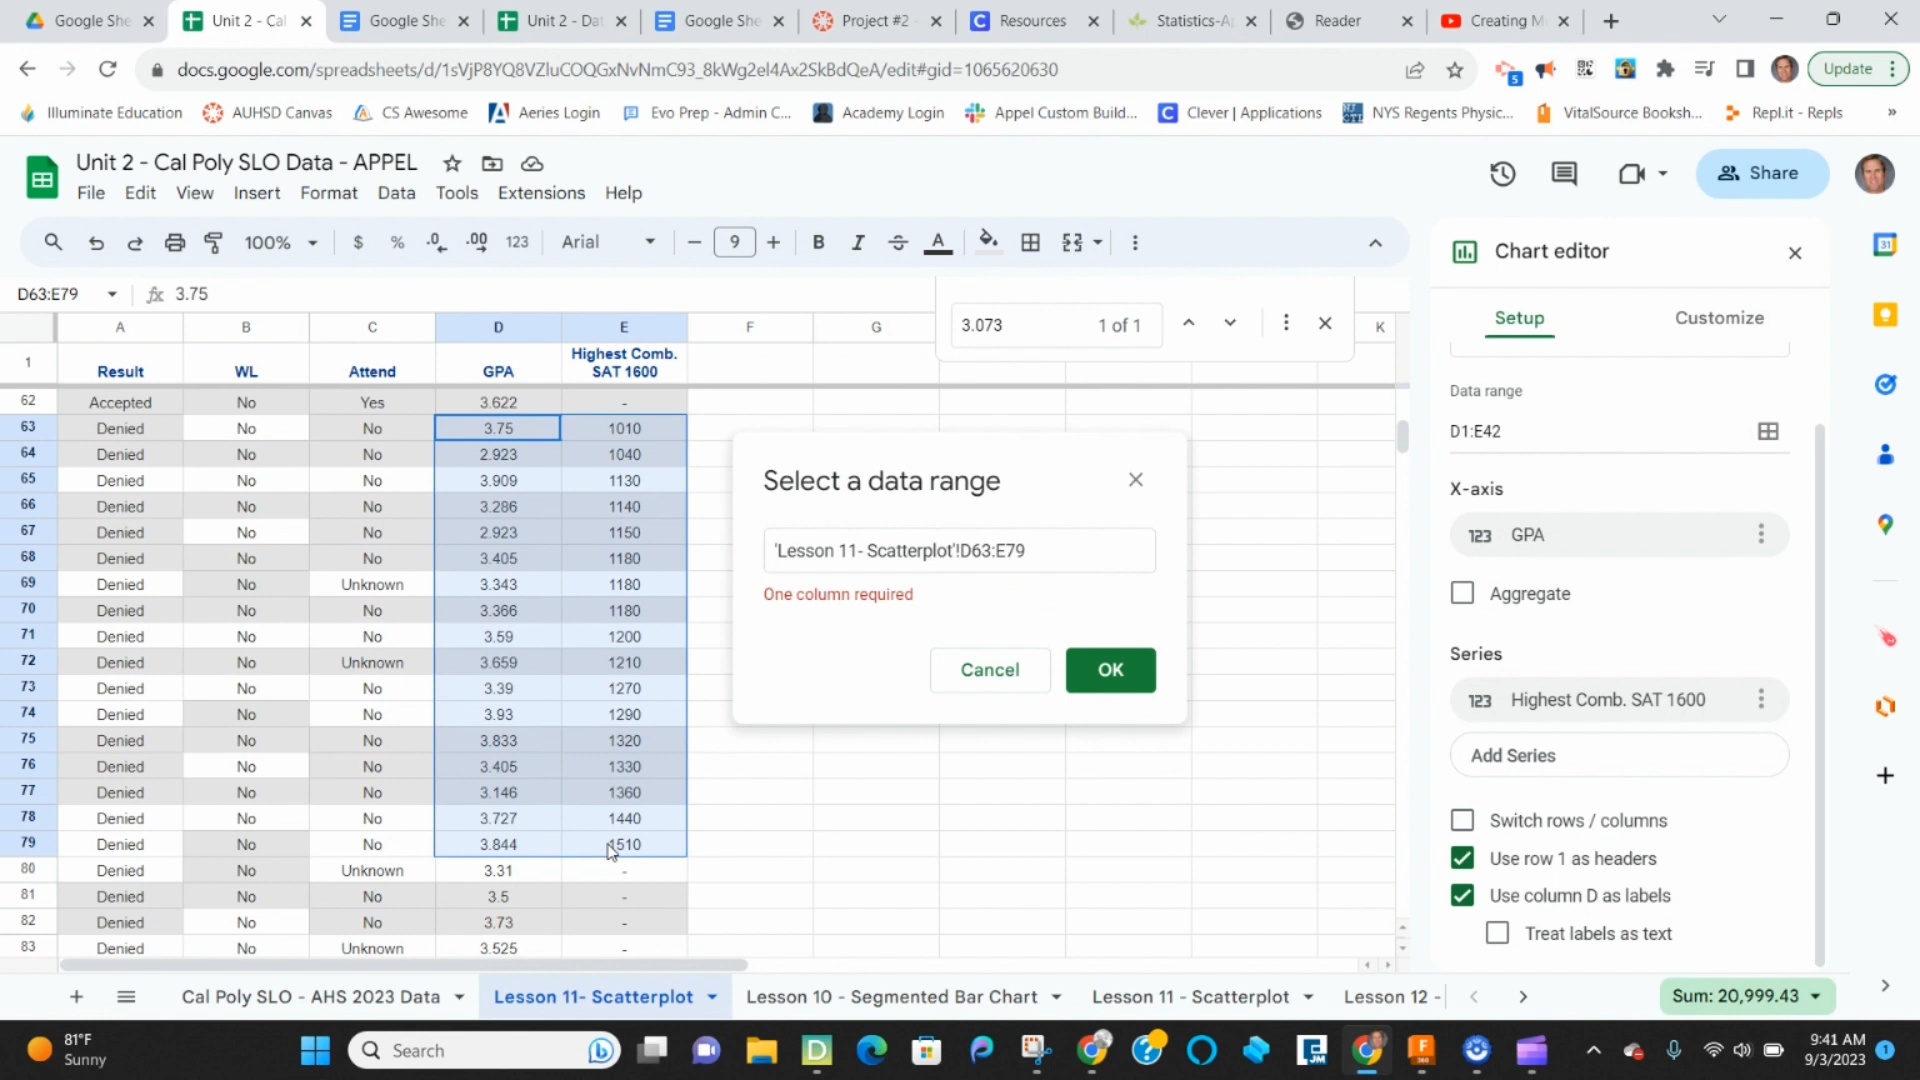 Google She
Unit 2 - Cal
Google She
Unit 2 - Dat
Google She
Project #2 -
Resources
Statistics-Ap
Reader
Creating M
docs.google.com/spreadsheets/d/1sVjP8YQ8VZluCOQGxNvNmC93_8kWg2el4Ax2SkBdQeA/edit#gid=1065620630
5
Update
Illuminate Education
AUHSD Canvas
CS Awesome
Aeries Login
Evo Prep - Admin C...
Academy Login
Appel Custom Build...
Clever | Applications
NYS Regents Physic...
VitalSource Booksh...
Repl.it - Repls
»
Unit 2 - Cal Poly SLO Data - APPEL
File Edit View Insert Format Data Tools Extensions Help
Share
100% $ % .0 .00 123 Arial 9 B I A
D63:E79 fx 3.75
3.073 1 of 1
A B C D E F G K
1 Result WL Attend GPA Highest Comb. SAT 1600
62 Accepted No Yes 3.622 -
63 Denied No No 3.75 1010
64 Denied No No 2.923 1040
65 Denied No No 3.909 1130
66 Denied No No 3.286 1140
67 Denied No No 2.923 1150
68 Denied No No 3.405 1180
69 Denied No Unknown 3.343 1180
70 Denied No No 3.366 1180
71 Denied No No 3.59 1200
72 Denied No Unknown 3.659 1210
73 Denied No No 3.39 1270
74 Denied No No 3.93 1290
75 Denied No No 3.833 1320
76 Denied No No 3.405 1330
77 Denied No No 3.146 1360
78 Denied No No 3.727 1440
79 Denied No No 3.844 1510
80 Denied No Unknown 3.31 -
81 Denied No No 3.5 -
82 Denied No No 3.73 -
83 Denied No Unknown 3.525 -
Select a data range
'Lesson 11- Scatterplot'!D63:E79
One column required
Cancel OK
Chart editor
Setup Customize
Data range
D1:E42
X-axis
123 GPA
Aggregate
Series
123 Highest Comb. SAT 1600
Add Series
Switch rows / columns
Use row 1 as headers
Use column D as labels
Treat labels as text
31
Cal Poly SLO - AHS 2023 Data
Lesson 11- Scatterplot
Lesson 10 - Segmented Bar Chart
Lesson 11 - Scatterplot
Lesson 12 -
Sum: 20,999.43
81°F
Sunny
Search
9:41 AM
9/3/2023
1